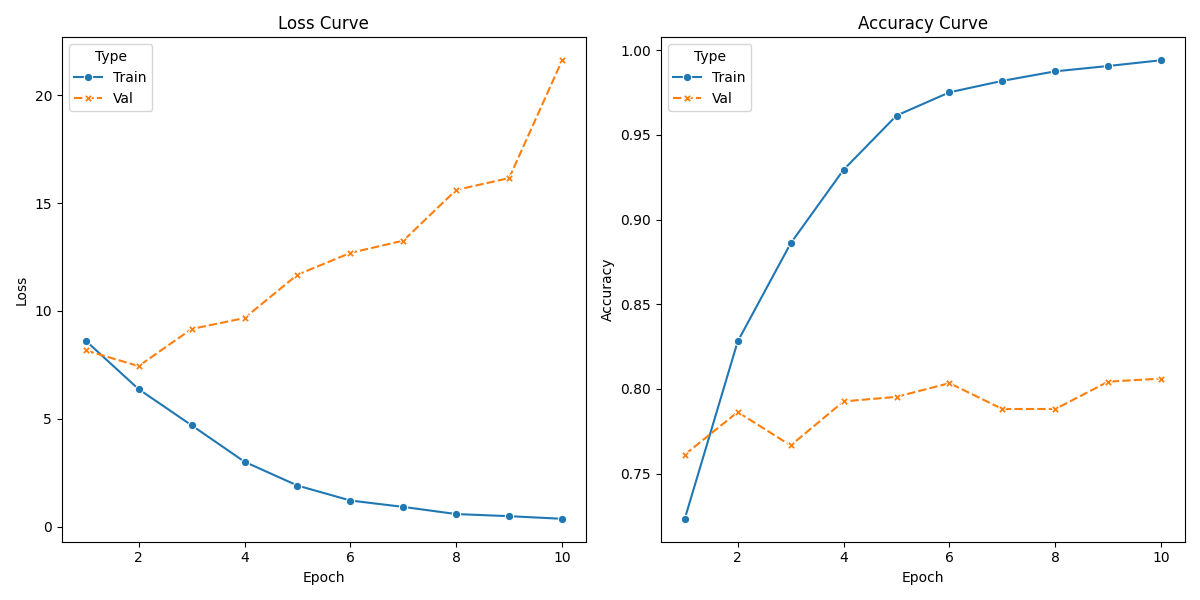 Loss Curve
Type
Train
Val
20
15
10
5
0
Loss
2 4 6 8 10
Epoch
Accuracy Curve
Type
Train
Val
1.00
0.95
0.90
0.85
0.80
0.75
Accuracy
2 4 6 8 10
Epoch